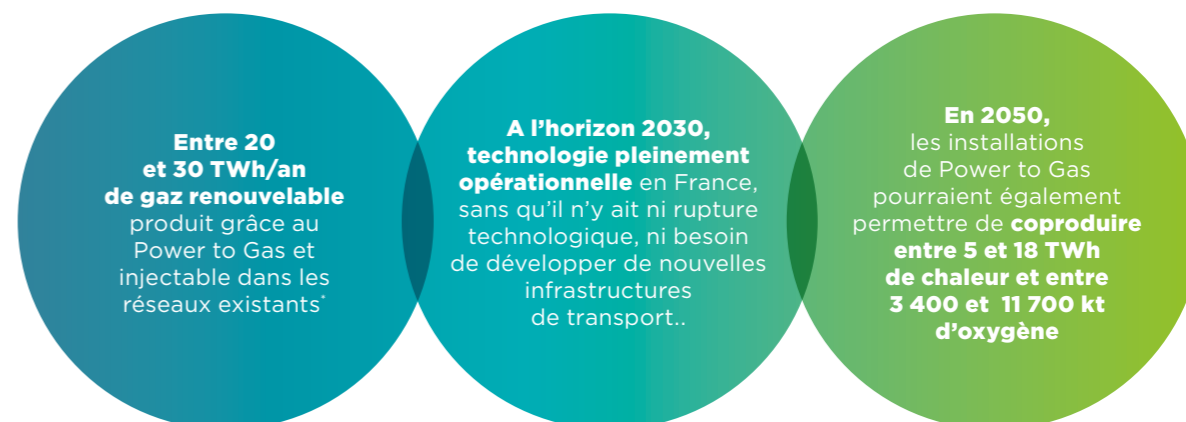 Entre 20
et 30 TWh/an
de gaz renouvelable
produit grâce au
Power to Gas et
injectable dans les
réseaux existants*
A l’horizon 2030,
technologie pleinement
opérationnelle en France,
sans qu’il n’y ait ni rupture
technologique, ni besoin
de développer de nouvelles
infrastructures
de transport..
En 2050,
les installations
de Power to Gas
pourraient également
permettre de coproduire
entre 5 et 18 TWh
de chaleur et entre
3 400 et 11 700 kt
d’oxygène